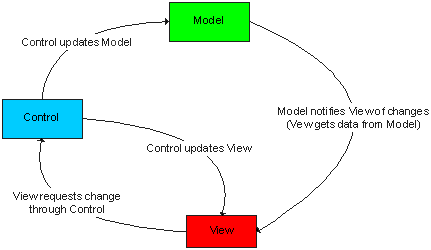 Model
Control updates Model
Model notifies View of changes
(Vew gets data from Model)
Control
Control updates View
View requests change
through Control
View